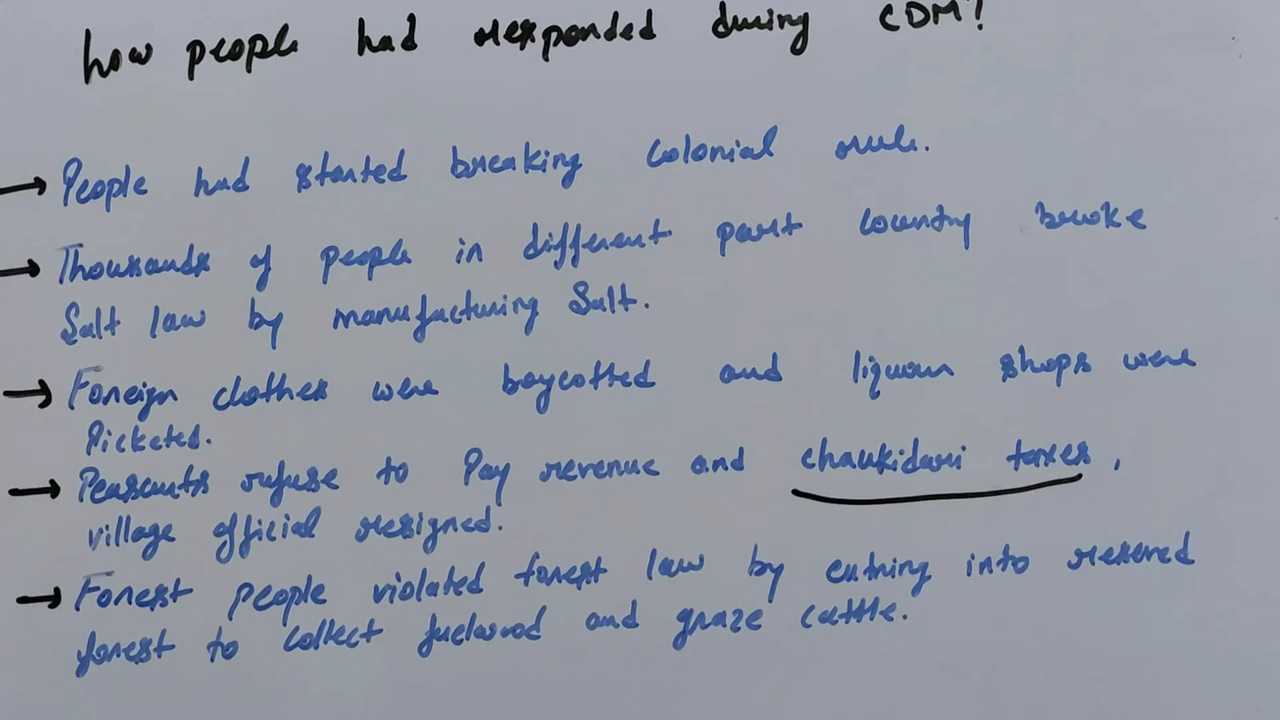 how people had responded during CDM?
→ People had started breaking colonial rule.
→ Thousands of people in different part country broke
Salt law by manufacturing Salt.
→ Foreign clothes were boycotted and liquor shops were
Picketed.
→ Peasants refuse to Pay revenue and chaukidari taxes,
village official resigned.
→ Forest people violated forest law by entring into reserved
forest to collect fuelwood and graze cattle.